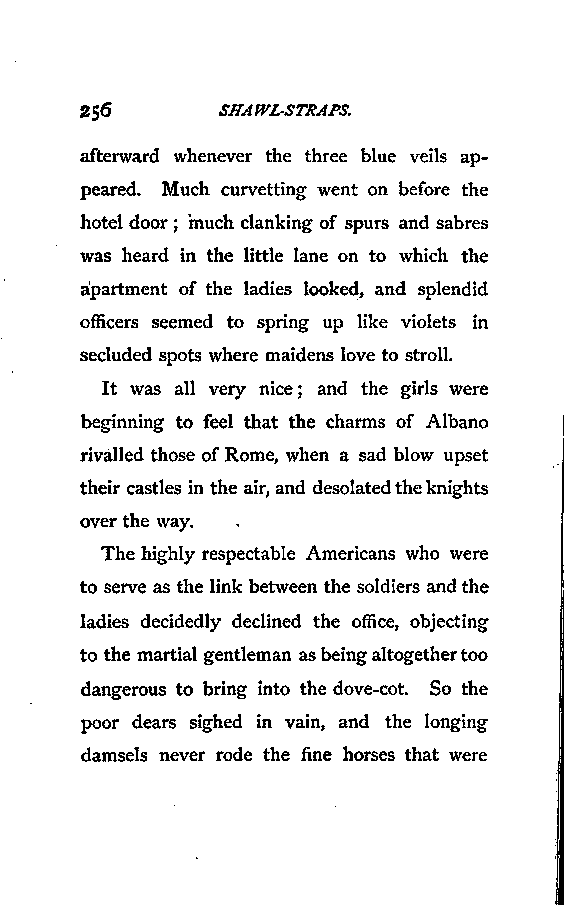 256 SHAWL-STRAPS.
afterward whenever the three blue veils ap-
peared. Much curvetting went on before the
hotel door ; much clanking of spurs and sabres
was heard in the little lane on to which the
apartment of the ladies looked, and splendid
officers seemed to spring up like violets in
secluded spots where maidens love to stroll.
It was all very nice ; and the girls were
beginning to feel that the charms of Albano
rivalled those of Rome, when a sad blow upset
their castles in the air, and desolated the knights
over the way.
The highly respectable Americans who were
to serve as the link between the soldiers and the
ladies decidedly declined the office, objecting
to the martial gentleman as being altogether too
dangerous to bring into the dove-cot. So the
poor dears sighed in vain, and the longing
damsels never rode the fine horses that were